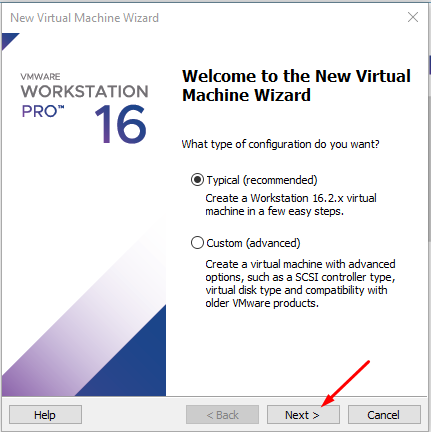 New Virtual Machine Wizard
VMWARE
WORKSTATION
PRO™ 16
Welcome to the New Virtual
Machine Wizard
What type of configuration do you want?
Typical (recommended)
Create a Workstation 16.2.x virtual
machine in a few easy steps.
Custom (advanced)
Create a virtual machine with advanced
options, such as a SCSI controller type,
virtual disk type and compatibility with
older VMware products.
Help
< Back
Next >
Cancel